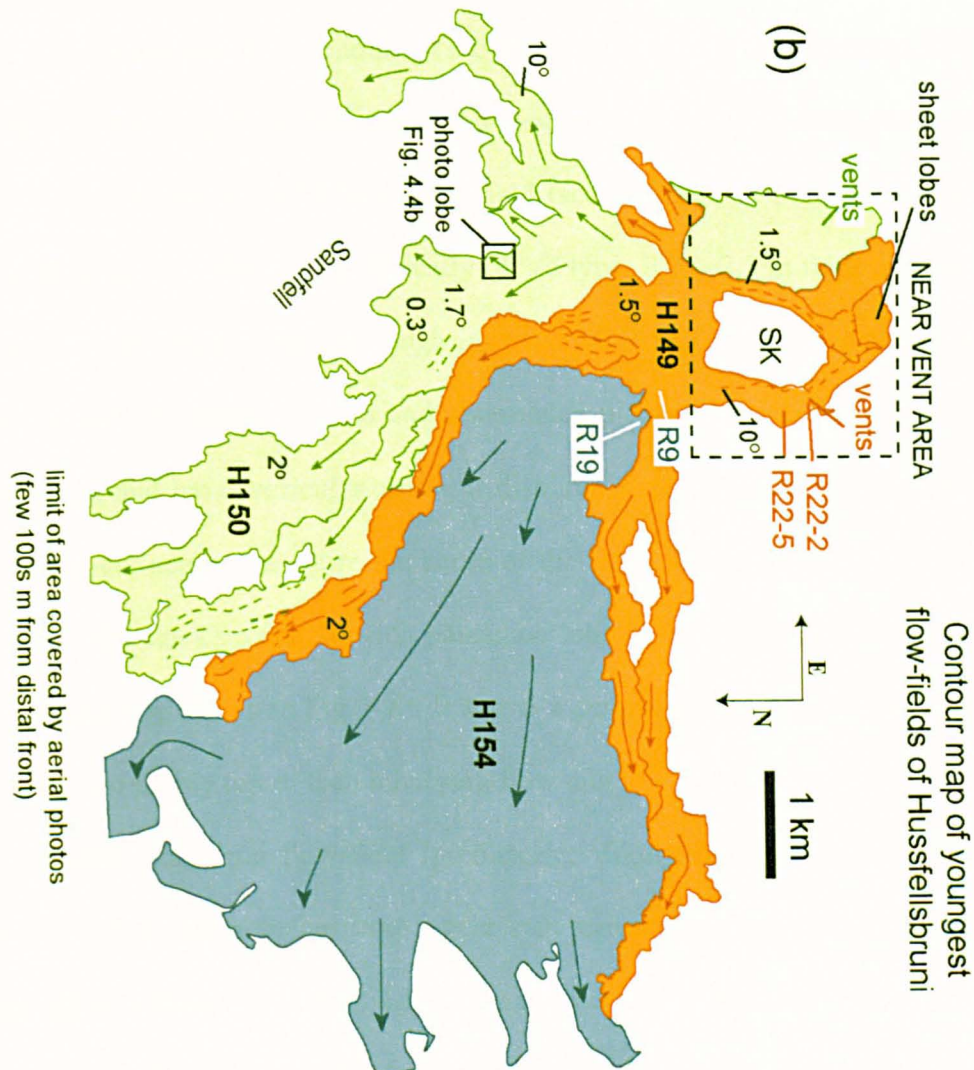 Contour map of youngest
flow-fields of Hussfellsbruni
(b)
sheet lobes
NEAR VENT AREA
vents
1.5°
SK
vents
R22-2
R22-5
10°
10°
photo lobe
Fig. 4.4b
1.5°
H149
R9
R19
E
N
1 km
Sandfell
1.7°
0.3°
2°
H150
2°
H154
limit of area covered by aerial photos
(few 100s m from distal front)